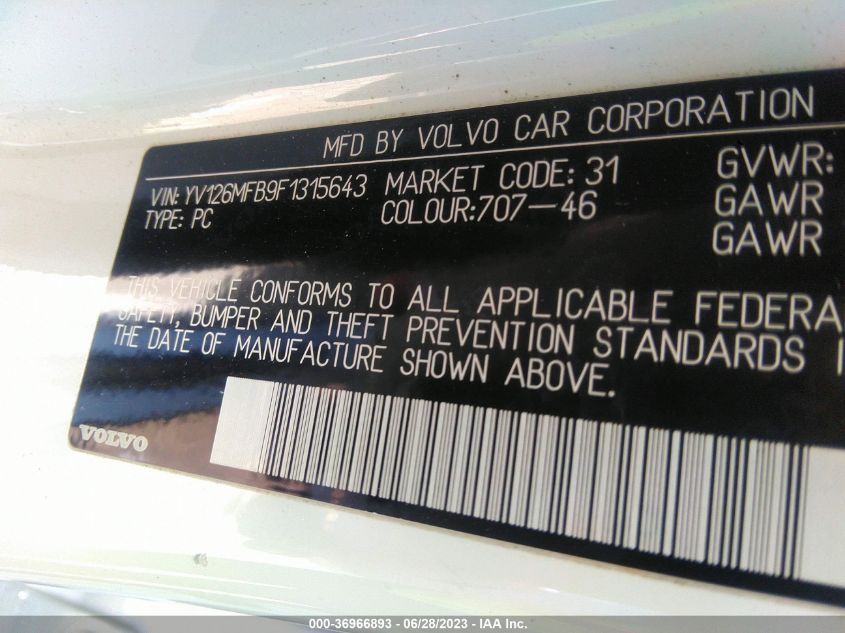 MFD BY VOLVO CAR CORPORATION
VIN: YV126MFB9F1315643 MARKET CODE: 31 GVWR:
TYPE: PC COLOUR:707-46 GAWR
GAWR
THIS VEHICLE CONFORMS TO ALL APPLICABLE FEDERA
SAFETY, BUMPER AND THEFT PREVENTION STANDARDS I
THE DATE OF MANUFACTURE SHOWN ABOVE.
VOLVO
000-36966893 / 06/28/2023 - IAA Inc.